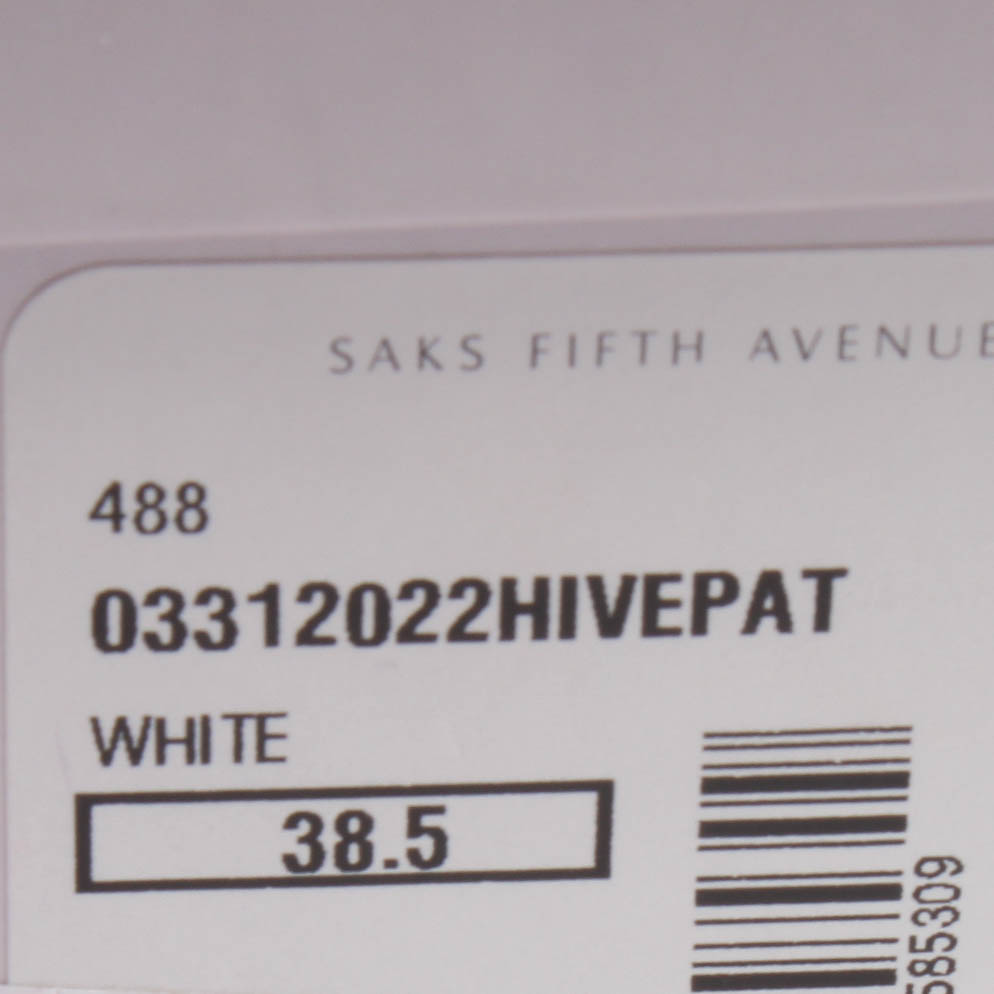 SAKS FIFTH AVENUE
488
03312022HIVEPAT
WHITE
38.5
585309